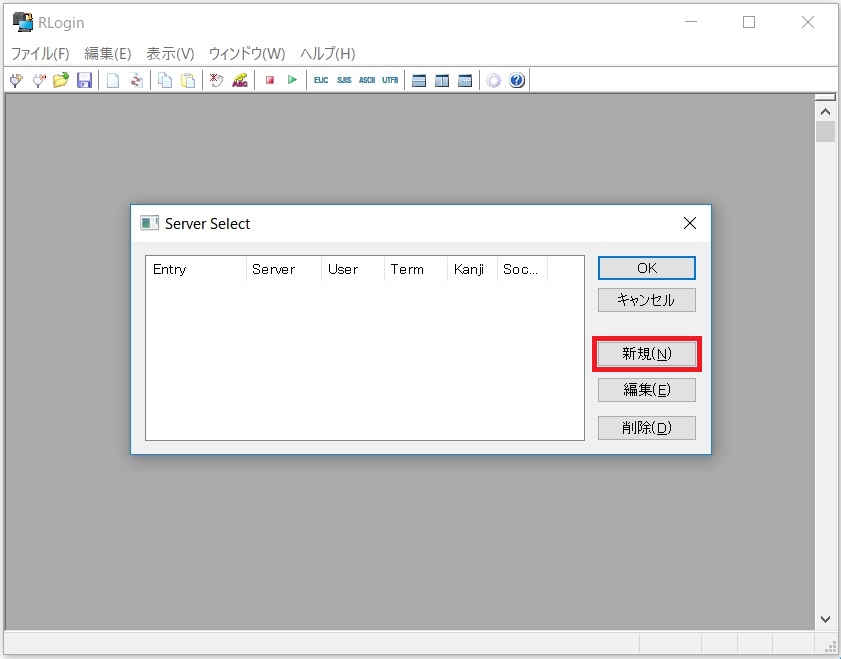 RLogin
ファイル(F) 編集(E) 表示(V) ウィンドウ(W) ヘルプ(H)
ABC EUC SJIS ASCII UTF8
Server Select
Entry Server User Term Kanji Soc...
OK
キャンセル
新規(N)
編集(E)
削除(D)